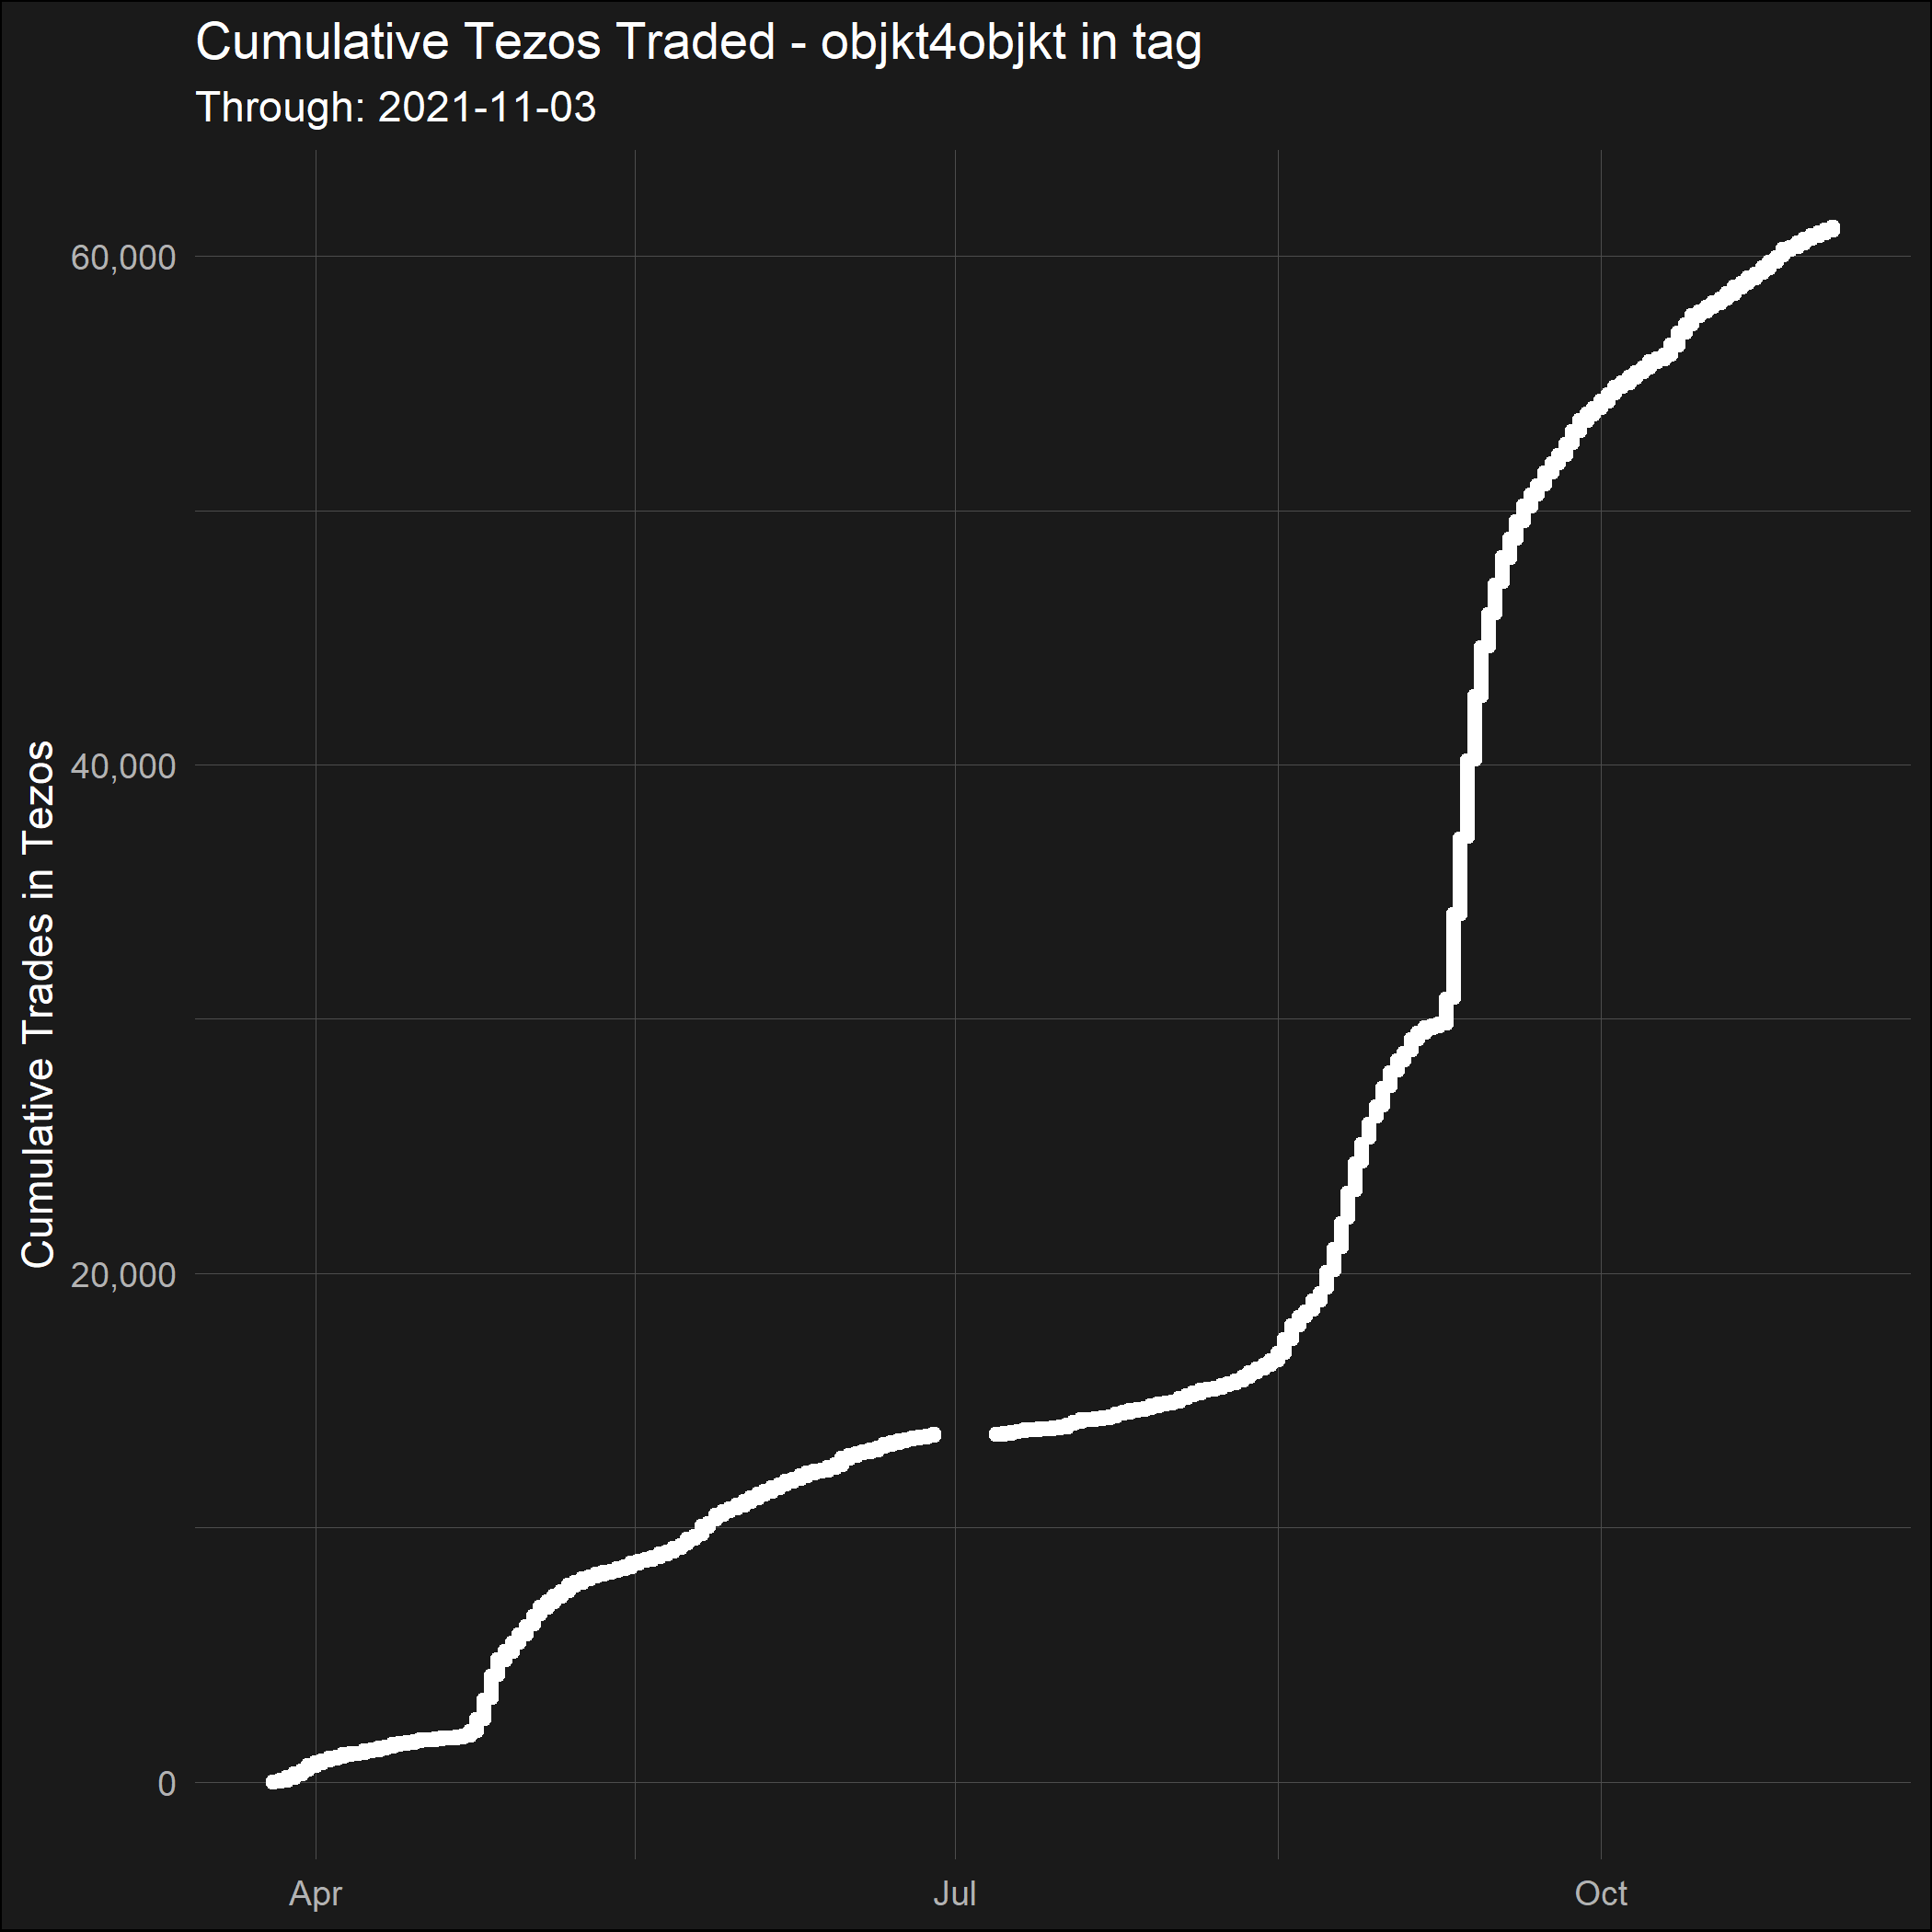 Cumulative Tezos Traded - objkt4objkt in tag
Through: 2021-11-03
Cumulative Trades in Tezos
60,000
40,000
20,000
0
Apr
Jul
Oct